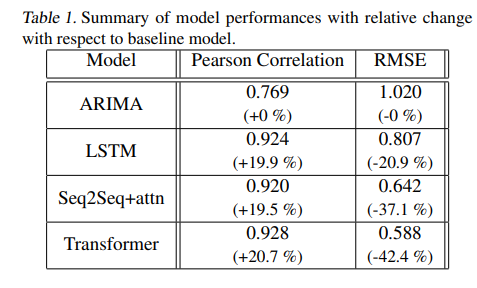 Table 1. Summary of model performances with relative change
with respect to baseline model.
Model Pearson Correlation RMSE
ARIMA 0.769 1.020
(+0 %) (-0 %)
LSTM 0.924 0.807
(+19.9 %) (-20.9 %)
Seq2Seq+attn 0.920 0.642
(+19.5 %) (-37.1 %)
Transformer 0.928 0.588
(+20.7 %) (-42.4 %)